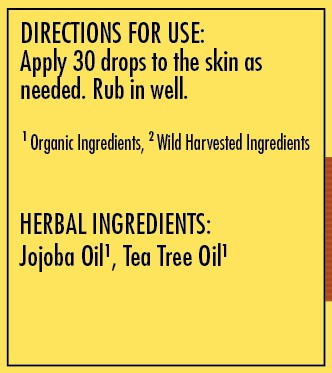 DIRECTIONS FOR USE:
Apply 30 drops to the skin as
needed. Rub in well.
¹ Organic Ingredients, ² Wild Harvested Ingredients
HERBAL INGREDIENTS:
Jojoba Oil¹, Tea Tree Oil¹